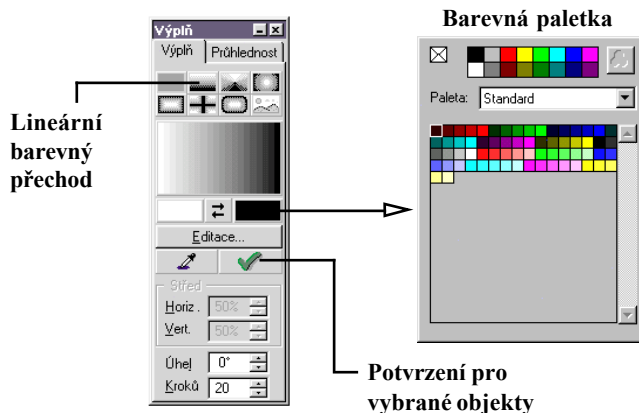 Barevná paletka
Výplň
Výplň Průhlednost
Paleta: Standard
Lineární
barevný
přechod
Editace...
Střed
Horiz. 50%
Vert. 50%
Úhel 0°
Kroků 20
Potvrzení pro
vybrané objekty